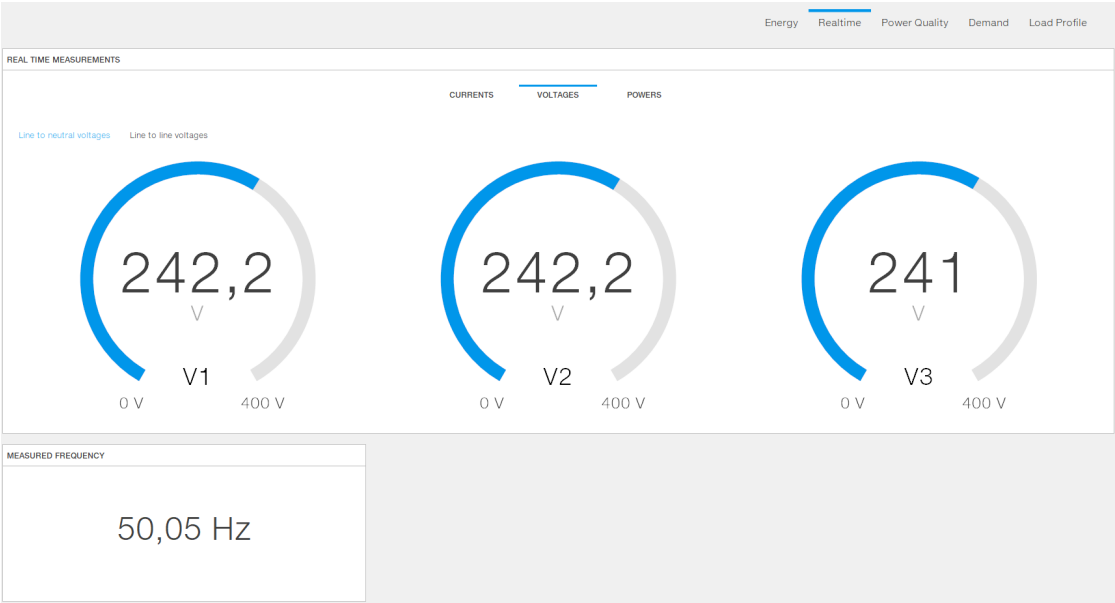 Energy Realtime Power Quality Demand Load Profile
REAL TIME MEASUREMENTS
CURRENTS VOLTAGES POWERS
Line to neutral voltages Line to line voltages
242,2 242,2 241
V V V
V1 V2 V3
0 V 400 V 0 V 400 V 0 V 400 V
MEASURED FREQUENCY
50,05 Hz